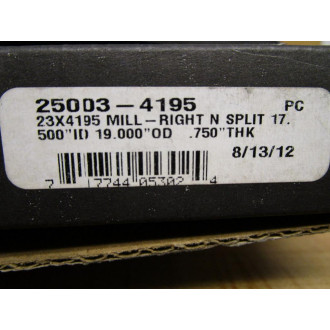 25003-4195 PC
23X4195 MILL-RIGHT N SPLIT 17.
500"ID 19.000"OD .750"THK
8/13/12
7 17744 05302 4